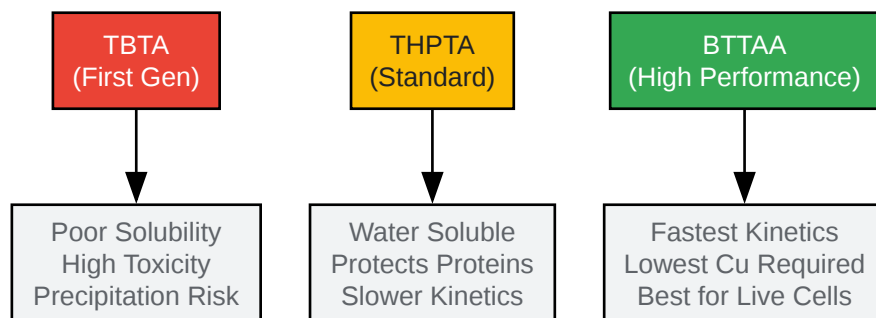 TBTA
(First Gen)
THPTA
(Standard)
BTTAA
(High Performance)
Poor Solubility
High Toxicity
Precipitation Risk
Water Soluble
Protects Proteins
Slower Kinetics
Fastest Kinetics
Lowest Cu Required
Best for Live Cells